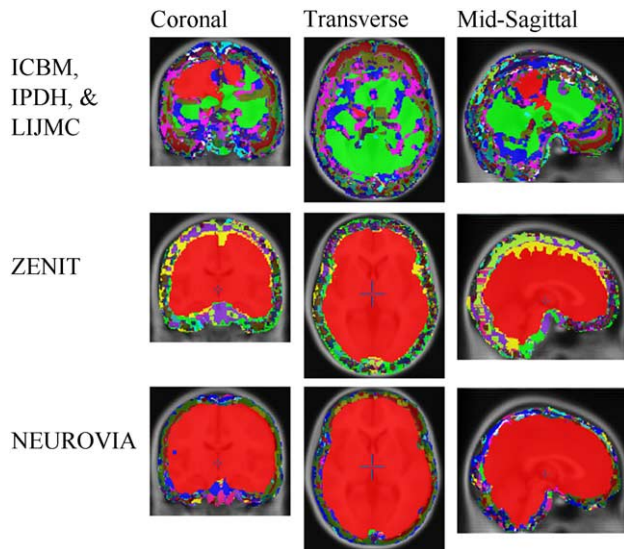 Coronal
Transverse
Mid-Sagittal
ICBM,
IPDH, &
LIJMC
ZENIT
NEUROVIA